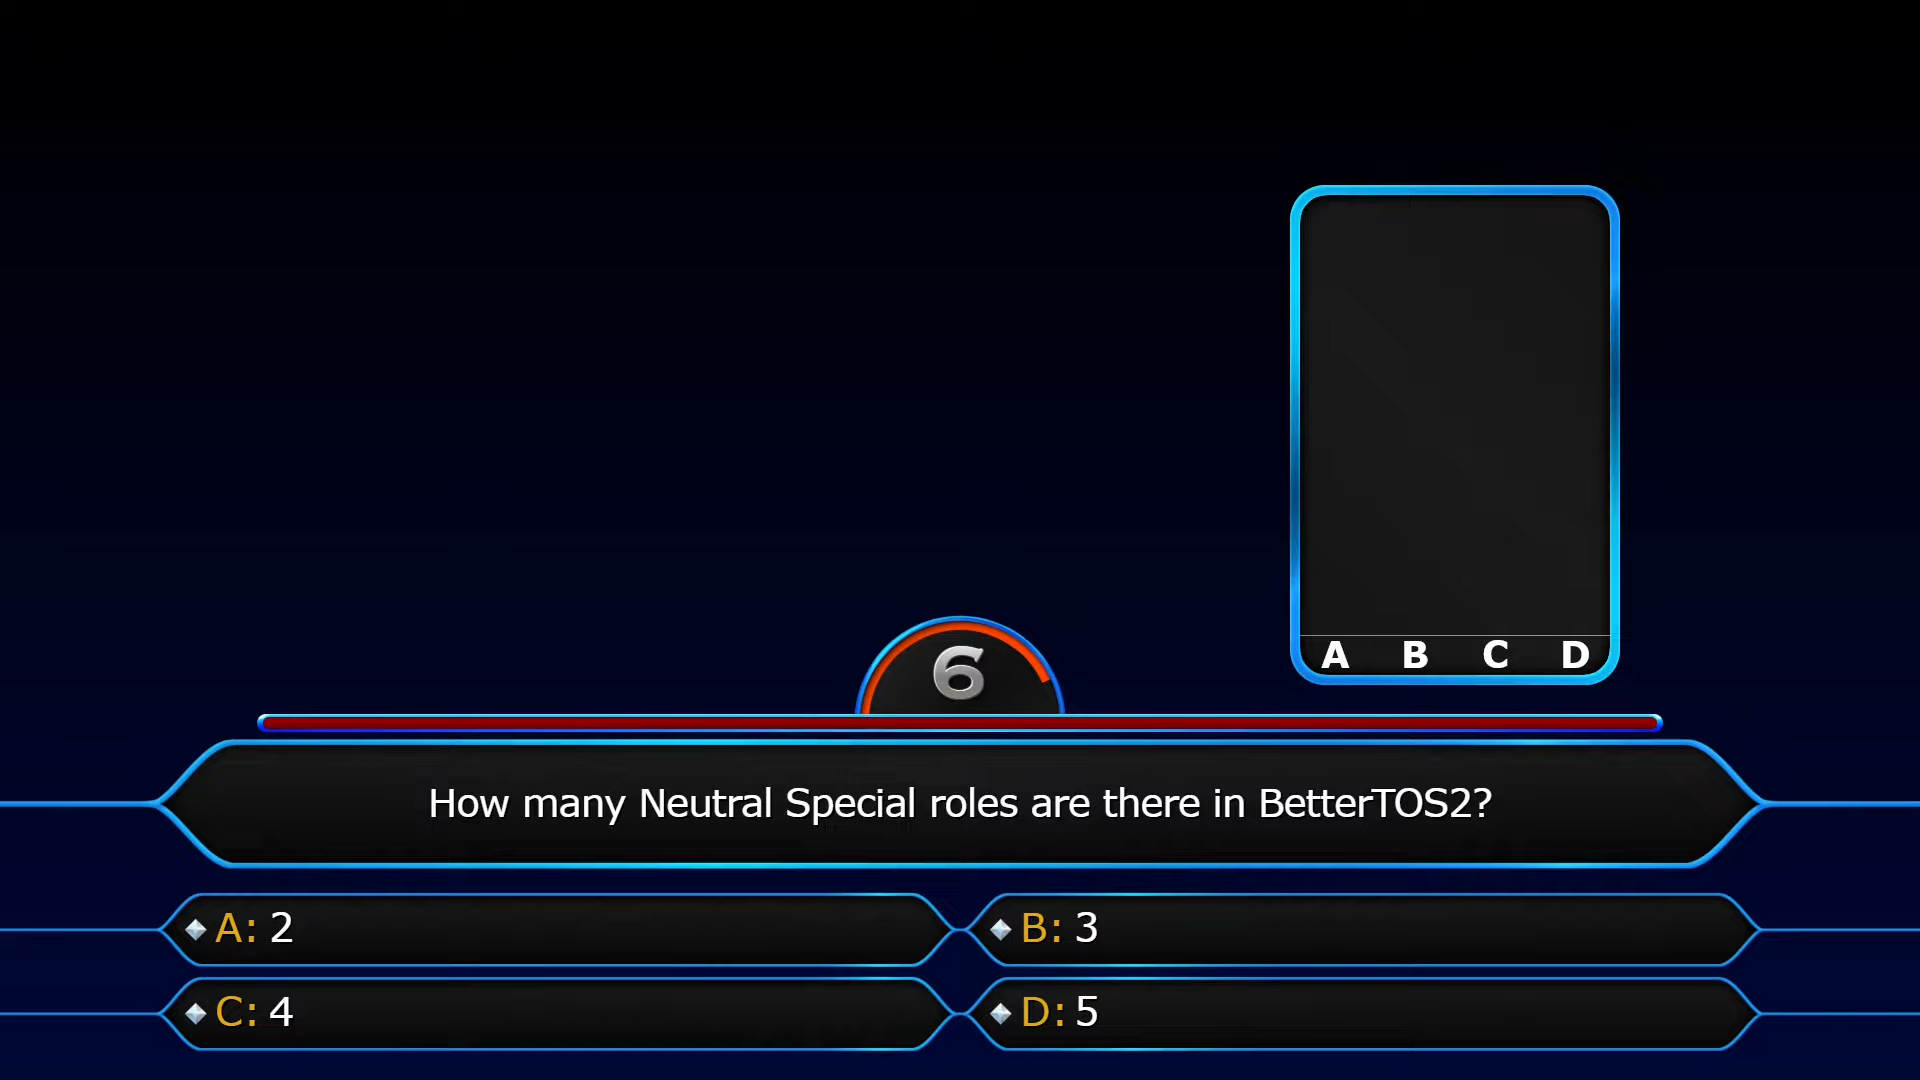 A B C D
6
How many Neutral Special roles are there in BetterTOS2?
A: 2
B: 3
C: 4
D: 5